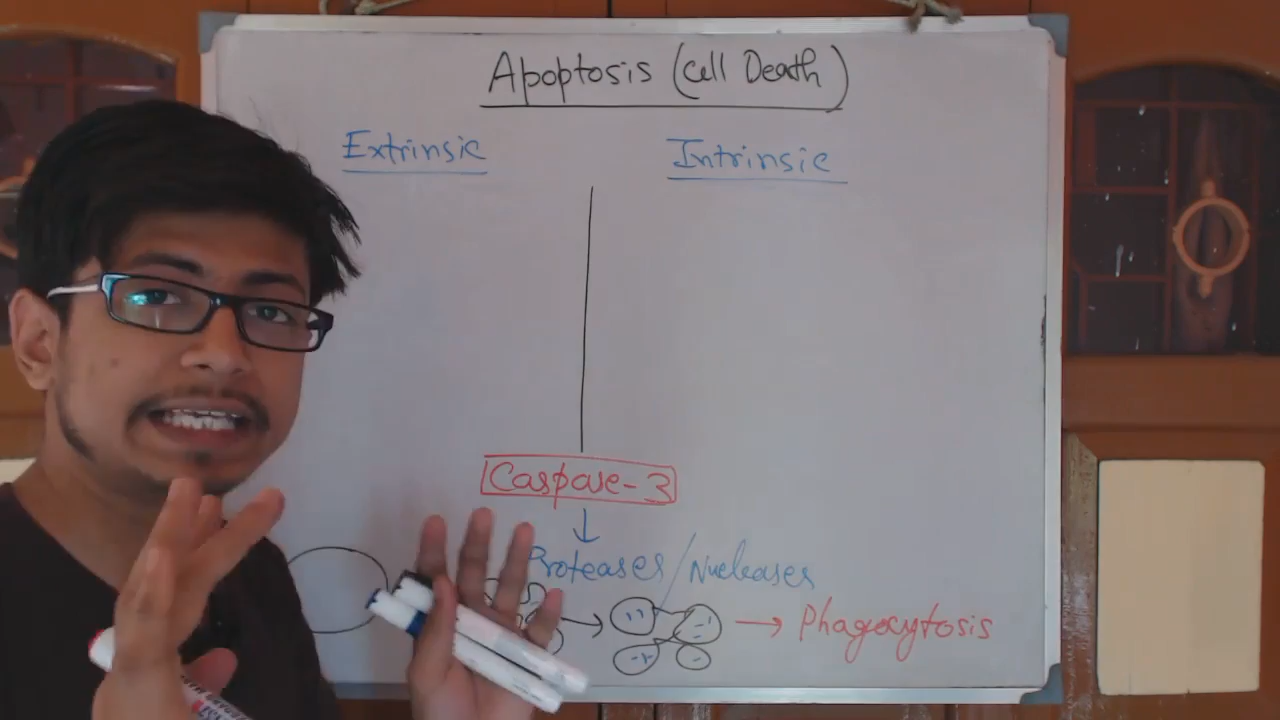 Apoptosis (Cell Death)
Extrinsic Intrinsic
Caspase-3
Proteases/Nucleases
Phagocytosis